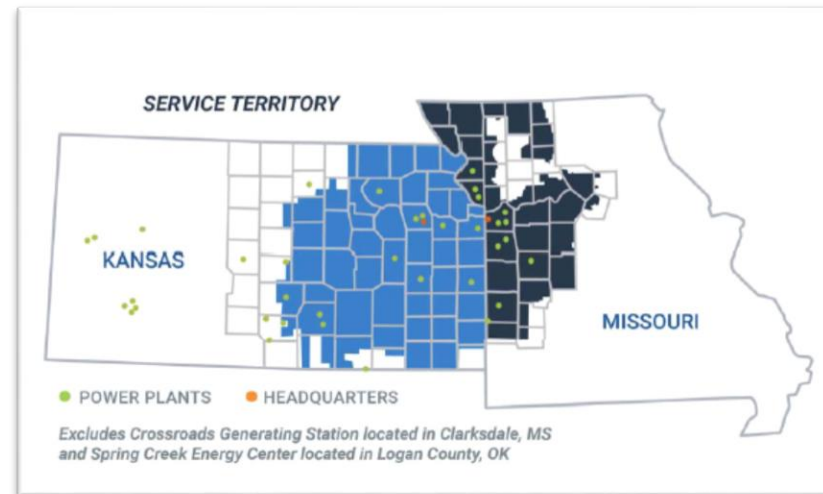 SERVICE TERRITORY
KANSAS
MISSOURI
POWER PLANTS
HEADQUARTERS
Excludes Crossroads Generating Station located in Clarksdale, MS
and Spring Creek Energy Center located in Logan County, OK